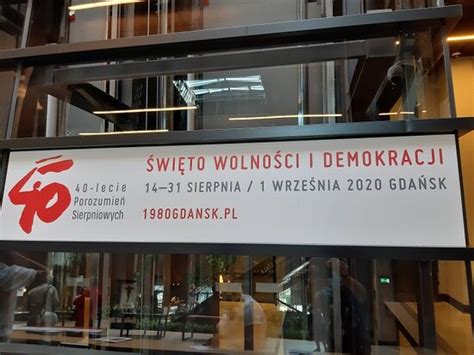 40
40-lecie
Porozumień
Sierpniowych
ŚWIĘTO WOLNOŚCI I DEMOKRACJI
14—31 SIERPNIA / 1 WRZEŚNIA 2020 GDAŃSK
1980GDANSK.PL